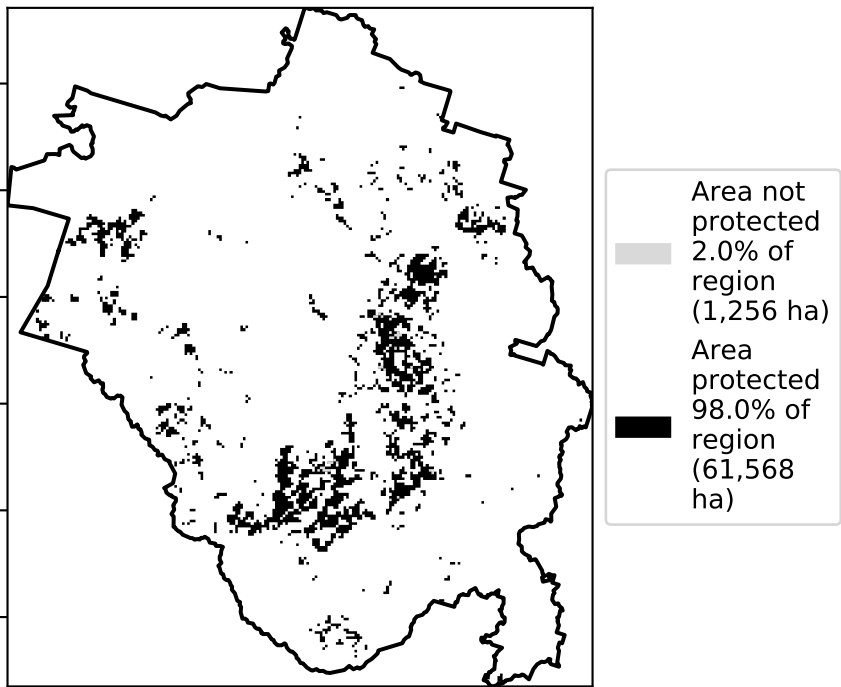 Area not
protected
2.0% of
region
(1,256 ha)
Area
protected
98.0% of
region
(61,568
ha)